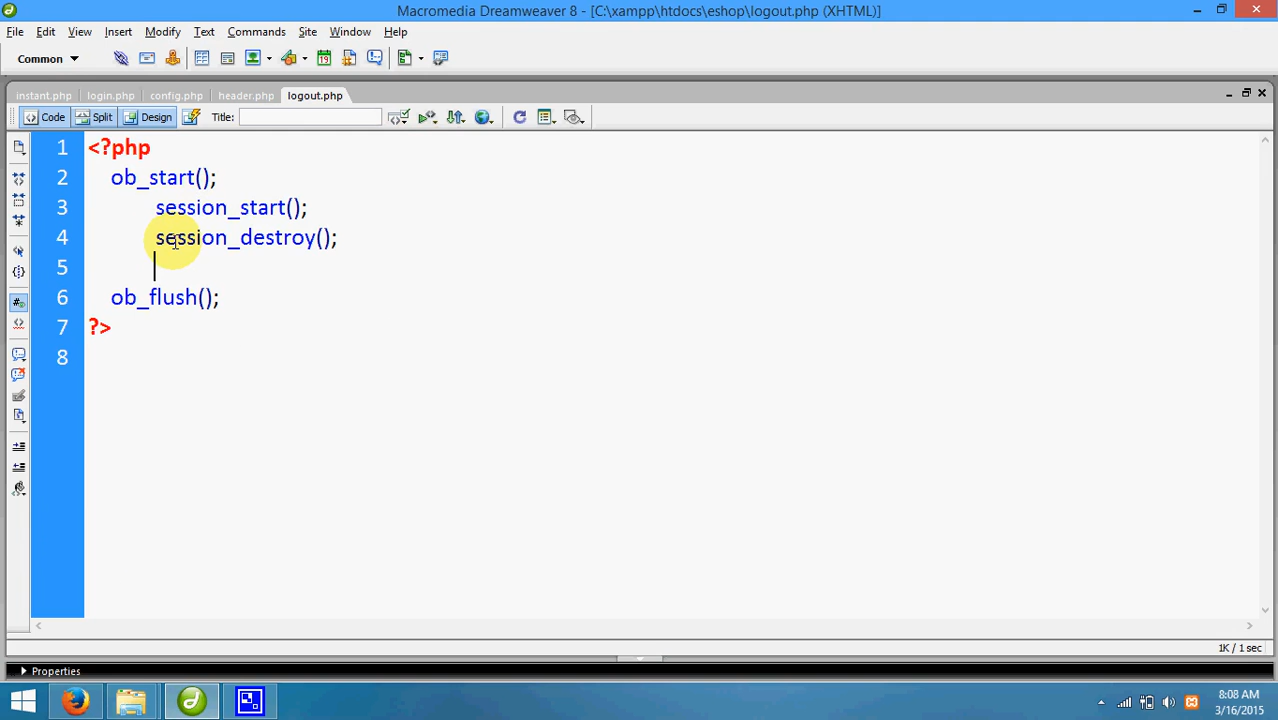 Macromedia Dreamweaver 8 - [C:\xampp\htdocs\eshop\logout.php (XHTML)]
File Edit View Insert Modify Text Commands Site Window Help
Common
instant.php login.php config.php header.php logout.php
Code Split Design Title:
1 <?php
2 ob_start();
3 session_start();
4 session_destroy();
5
6 ob_flush();
7 ?>
8
1K / 1 sec
Properties
8:08 AM
3/16/2015